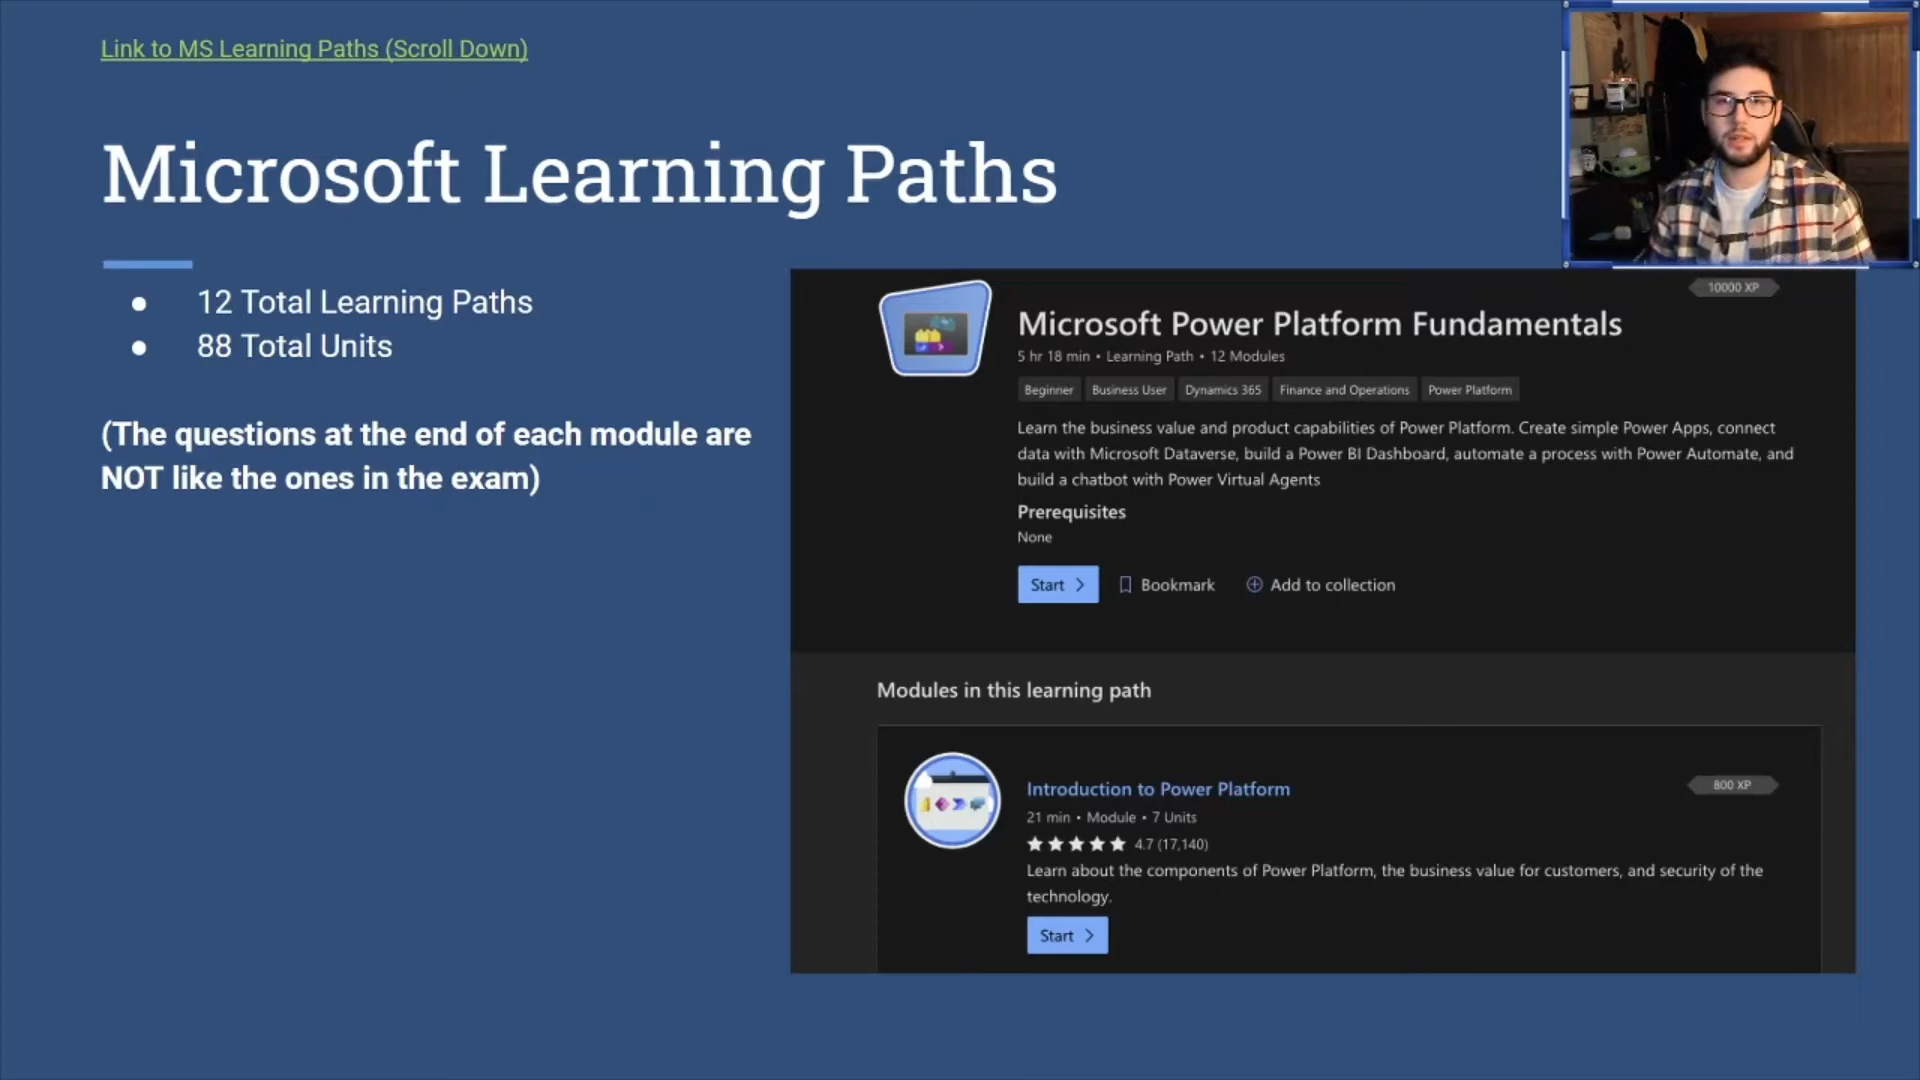 Link to MS Learning Paths (Scroll Down)
Microsoft Learning Paths
● 12 Total Learning Paths
● 88 Total Units
(The questions at the end of each module are
NOT like the ones in the exam)
10000 XP
Microsoft Power Platform Fundamentals
5 hr 18 min • Learning Path • 12 Modules
Beginner Business User Dynamics 365 Finance and Operations Power Platform
Learn the business value and product capabilities of Power Platform. Create simple Power Apps, connect
data with Microsoft Dataverse, build a Power BI Dashboard, automate a process with Power Automate, and
build a chatbot with Power Virtual Agents
Prerequisites
None
Start Bookmark Add to collection
Modules in this learning path
Introduction to Power Platform
800 XP
21 min • Module • 7 Units
4.7 (17,140)
Learn about the components of Power Platform, the business value for customers, and security of the
technology.
Start